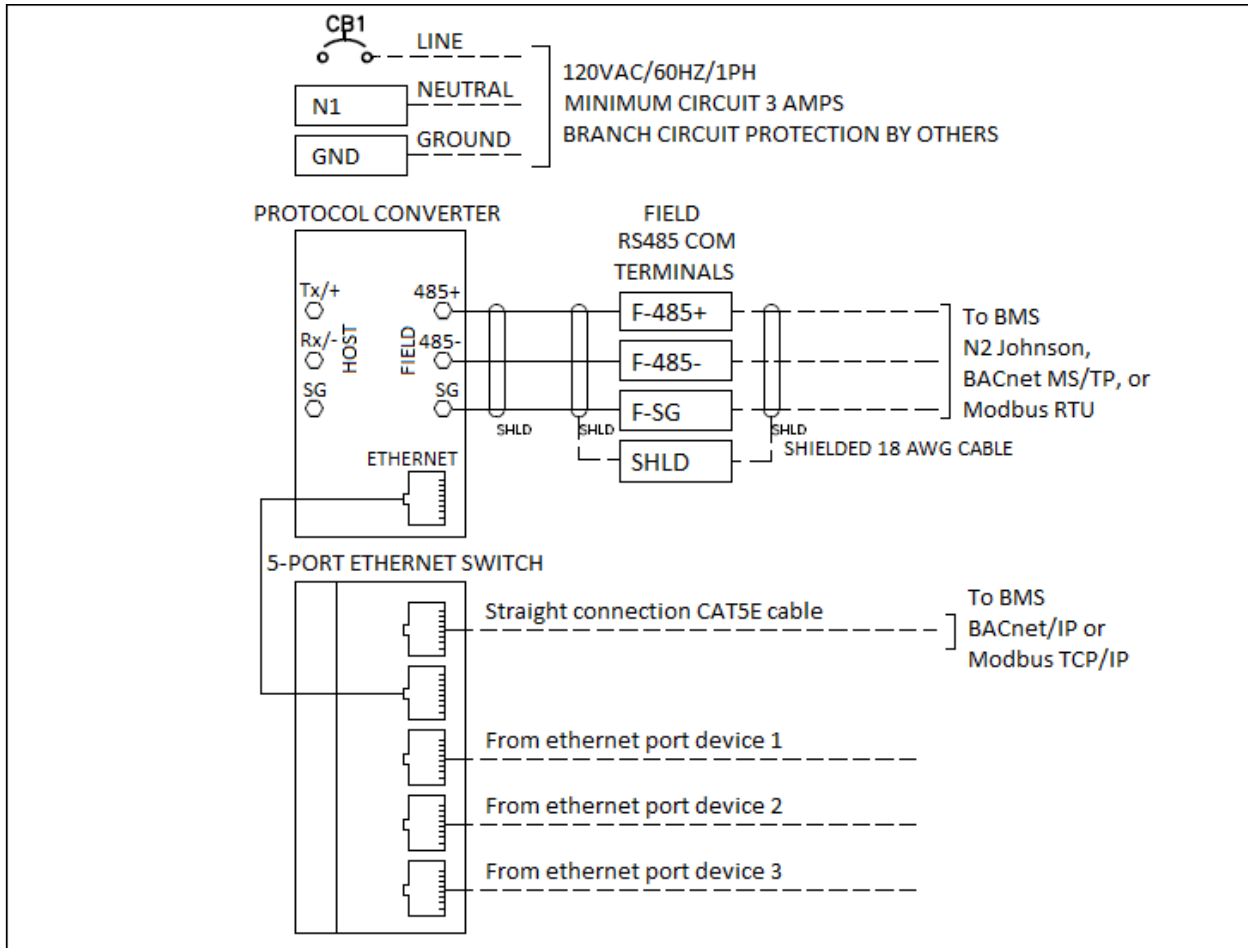 CB1
LINE
NEUTRAL
N1
GROUND
GND
120VAC/60HZ/1PH
MINIMUM CIRCUIT 3 AMPS
BRANCH CIRCUIT PROTECTION BY OTHERS
PROTOCOL CONVERTER
Tx/+
Rx/-
SG
HOST
FIELD
485+
485-
SG
SHLD
SHLD
FIELD
RS485 COM
TERMINALS
F-485+
F-485-
F-SG
SHLD
SHLD
SHIELDED 18 AWG CABLE
To BMS
N2 Johnson,
BACnet MS/TP, or
Modbus RTU
ETHERNET
5-PORT ETHERNET SWITCH
Straight connection CAT5E cable
To BMS
BACnet/IP or
Modbus TCP/IP
From ethernet port device 1
From ethernet port device 2
From ethernet port device 3